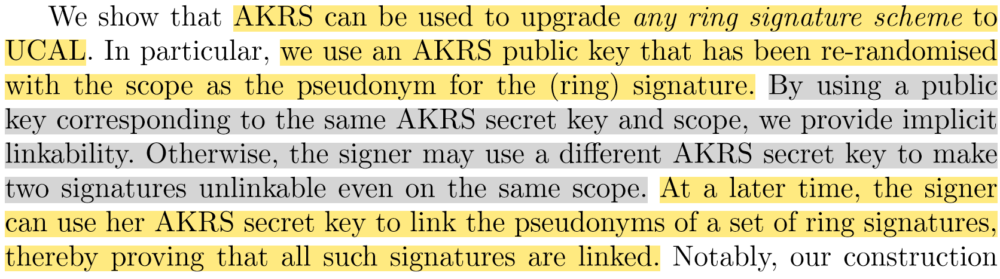 We show that AKRS can be used to upgrade any ring signature scheme to
UCAL. In particular, we use an AKRS public key that has been re-randomised
with the scope as the pseudonym for the (ring) signature. By using a public
key corresponding to the same AKRS secret key and scope, we provide implicit
linkability. Otherwise, the signer may use a different AKRS secret key to make
two signatures unlinkable even on the same scope. At a later time, the signer
can use her AKRS secret key to link the pseudonyms of a set of ring signatures,
thereby proving that all such signatures are linked. Notably, our construction